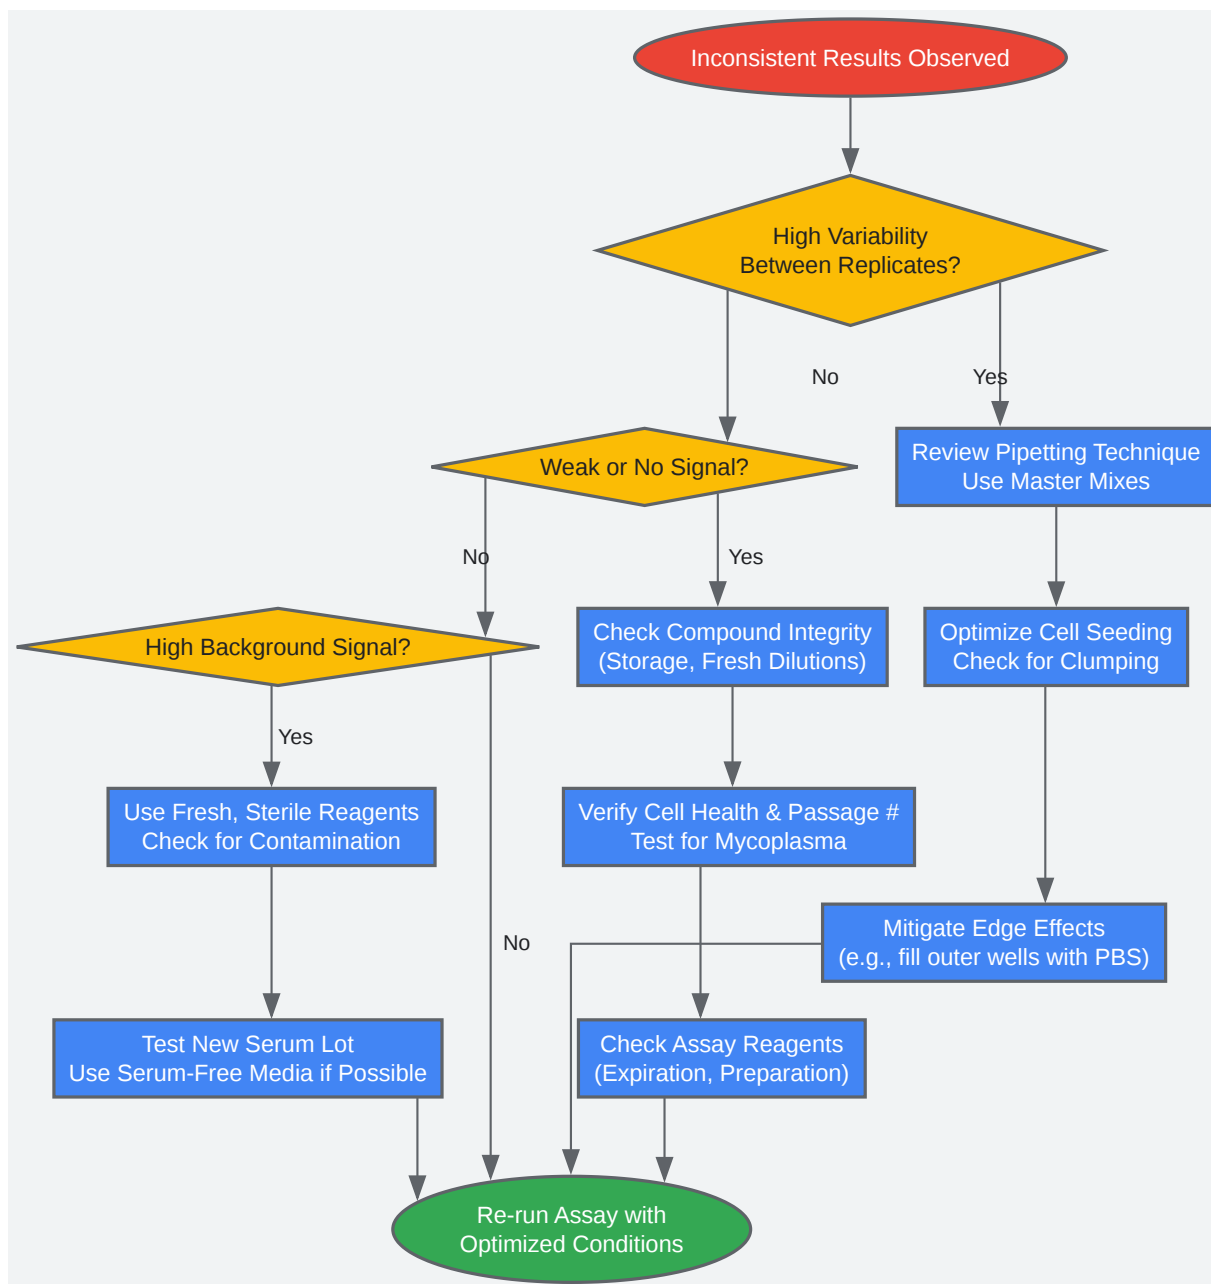 Inconsistent Results Observed
High Variability
Between Replicates?
No
Yes
Weak or No Signal?
Review Pipetting Technique
Use Master Mixes
No
Yes
High Background Signal?
Check Compound Integrity
(Storage, Fresh Dilutions)
Optimize Cell Seeding
Check for Clumping
Yes
Use Fresh, Sterile Reagents
Check for Contamination
Verify Cell Health & Passage #
Test for Mycoplasma
No
Mitigate Edge Effects
(e.g., fill outer wells with PBS)
Test New Serum Lot
Use Serum-Free Media if Possible
Check Assay Reagents
(Expiration, Preparation)
Re-run Assay with
Optimized Conditions